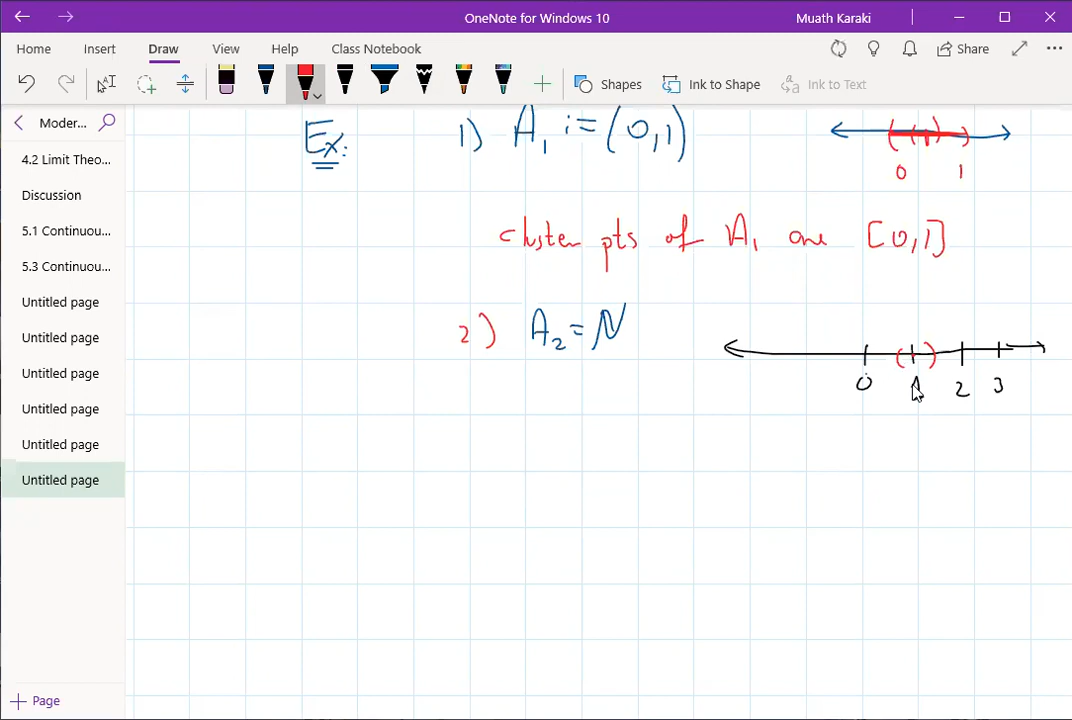 OneNote for Windows 10
Muath Karaki
Home Insert Draw View Help Class Notebook Share
Shapes Ink to Shape Ink to Text
Moder...
4.2 Limit Theo...
Discussion
5.1 Continuou...
5.3 Continuou...
Untitled page
Untitled page
Untitled page
Untitled page
Untitled page
Untitled page
Page
Ex: 1) A₁ := (0,1)
0 1
cluster pts of A₁ are [0,1]
2) A₂ = ℕ
0 1 2 3